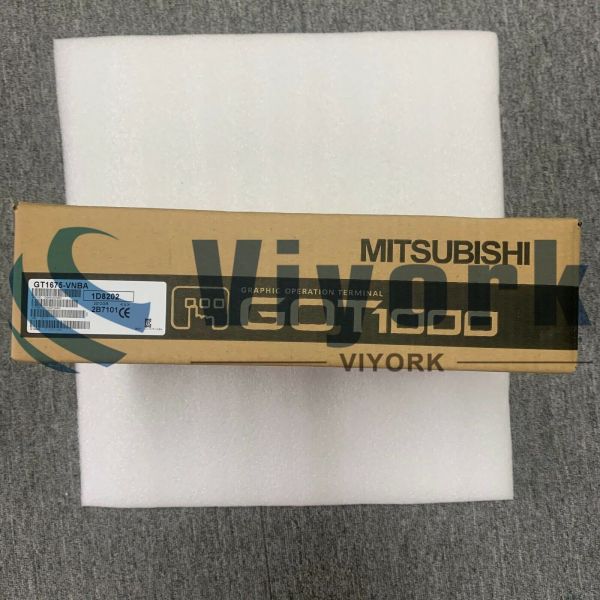 MITSUBISHI
Viyork
GT1675-VNBA
1D8202
2B7101 CE
GRAPHIC OPERATION TERMINAL
GOT1000
VIYORK